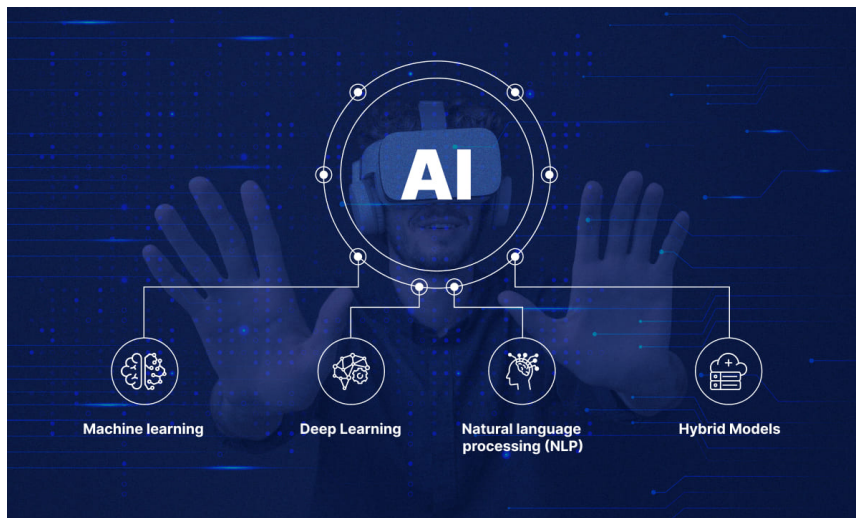 AI
Machine learning
Deep Learning
Natural language
processing (NLP)
Hybrid Models